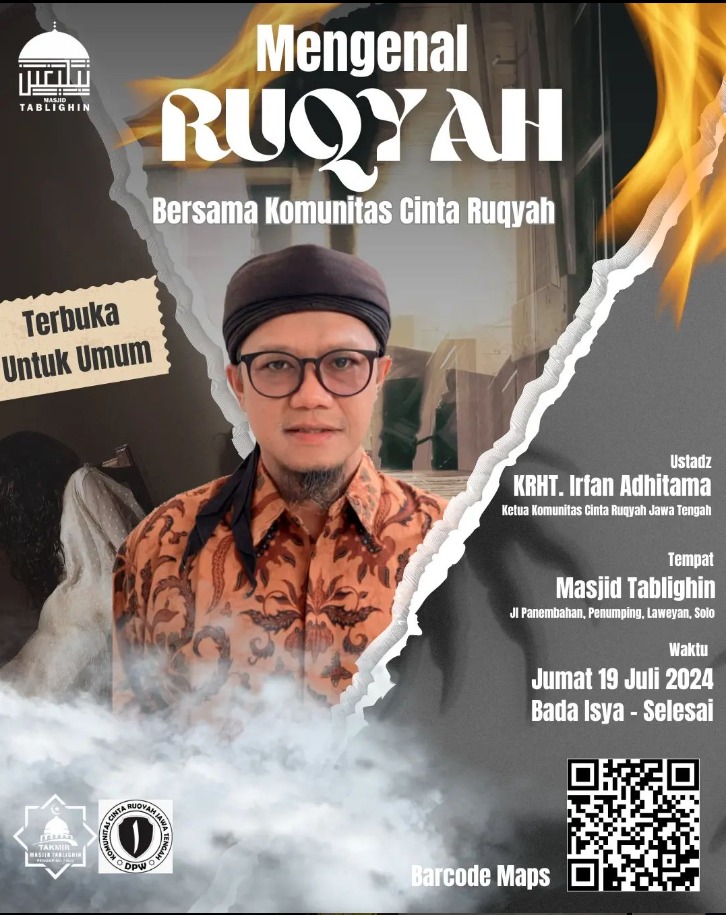 MASJID
TABLIGHIN
Mengenal
RUQYAH
Bersama Komunitas Cinta Ruqyah
Terbuka
Untuk Umum
Ustadz
KRHT. Irfan Adhitama
Ketua Komunitas Cinta Ruqyah Jawa Tengah
Tempat
Masjid Tablighin
Jl Panembahan, Penumping, Laweyan, Solo
Waktu
Jumat 19 Juli 2024
Bada Isya - Selesai
TAKMIR
MASJID TABLIGHIN
KOMUNITAS CINTA RUQYAH JAWA TENGAH
DPW
Barcode Maps